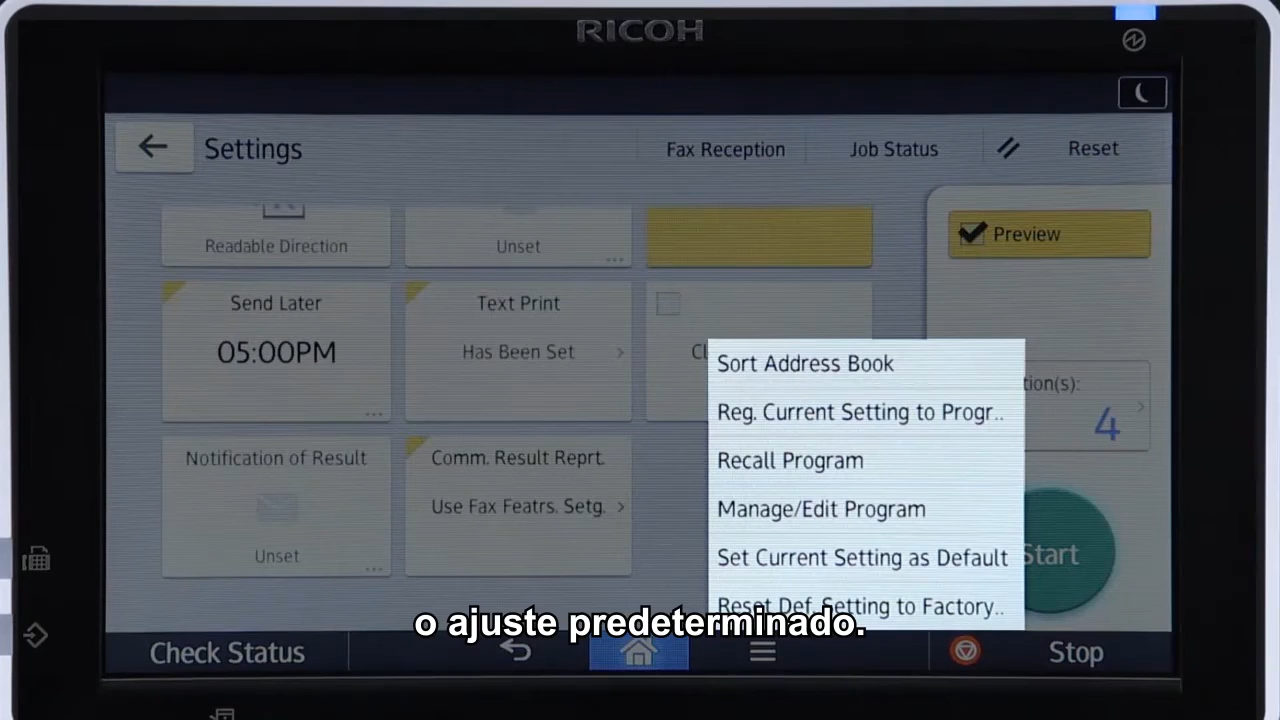 RICOH
Settings
Fax Reception
Job Status
Reset
Readable Direction
Unset
Preview
Send Later
05:00PM
Text Print
Has Been Set
Sort Address Book
Reg. Current Setting to Progr..
Recall Program
Manage/Edit Program
Set Current Setting as Default
Reset Def. Setting to Factory..
tion(s):
4
Notification of Result
Unset
Comm. Result Reprt.
Use Fax Featrs. Setg.
Start
o ajuste predeterminado.
Check Status
Stop